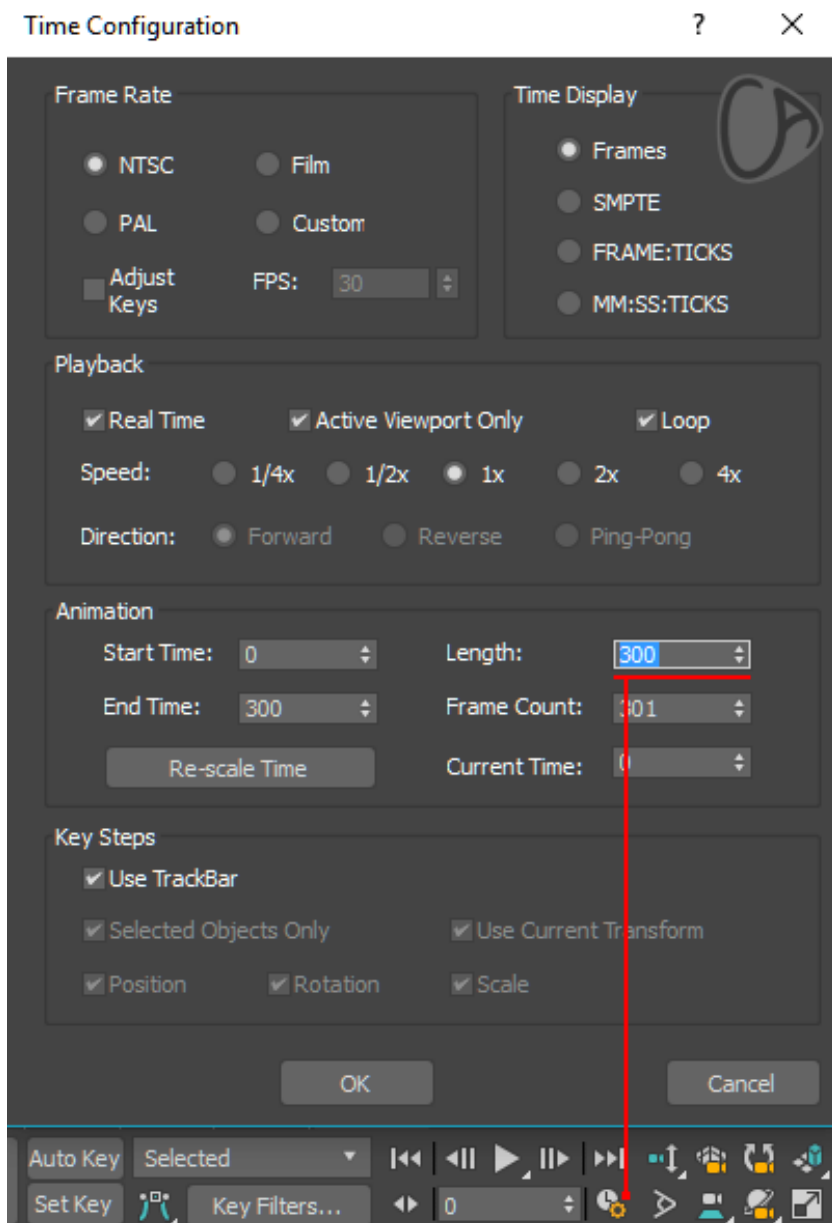 Time Configuration ? ×
Frame Rate
NTSC Film
PAL Custom
Adjust
Keys
FPS: 30
Time Display
Frames
SMPTE
FRAME:TICKS
MM:SS:TICKS
Playback
Real Time Active Viewport Only Loop
Speed: 1/4x 1/2x 1x 2x 4x
Direction: Forward Reverse Ping-Pong
Animation
Start Time: 0 Length: 300
End Time: 300 Frame Count: 301
Re-scale Time Current Time: 0
Key Steps
Use TrackBar
Selected Objects Only Use Current Transform
Position Rotation Scale
OK Cancel
Auto Key Selected
Set Key Key Filters... 0